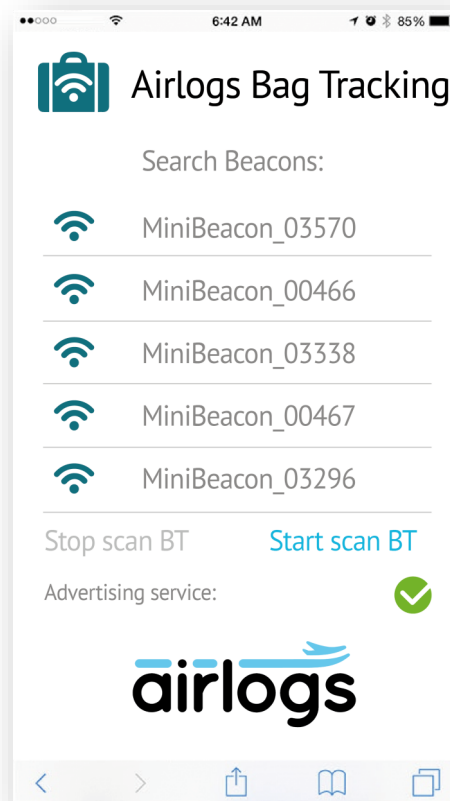 6:42 AM 85%
Airlogs Bag Tracking
Search Beacons:
MiniBeacon_03570
MiniBeacon_00466
MiniBeacon_03338
MiniBeacon_00467
MiniBeacon_03296
Stop scan BT Start scan BT
Advertising service:
airlogs